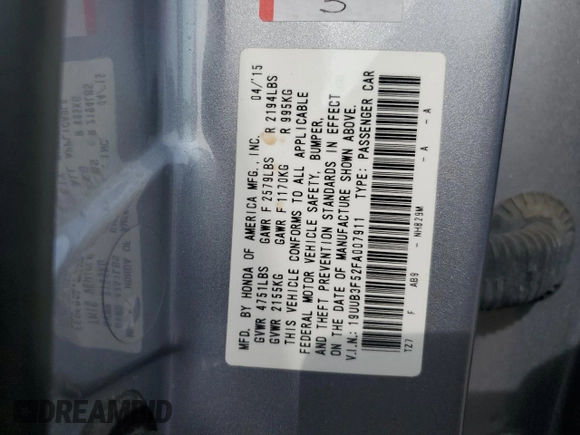 MFD. BY HONDA OF AMERICA MFG., INC. 04/'15
GVWR 4751LBS GAWR F 2579LBS R 2194LBS
GVWR 2155KG GAWR F 1170KG R 995KG
THIS VEHICLE CONFORMS TO ALL APPLICABLE
FEDERAL MOTOR VEHICLE SAFETY, BUMPER,
AND THEFT PREVENTION STANDARDS IN EFFECT
ON THE DATE OF MANUFACTURE SHOWN ABOVE.
V.I.N.: 19UUB3F52FA007911 TYPE: PASSENGER CAR
TZ7 F AB9 - NH829M - A - A
DREAMBID